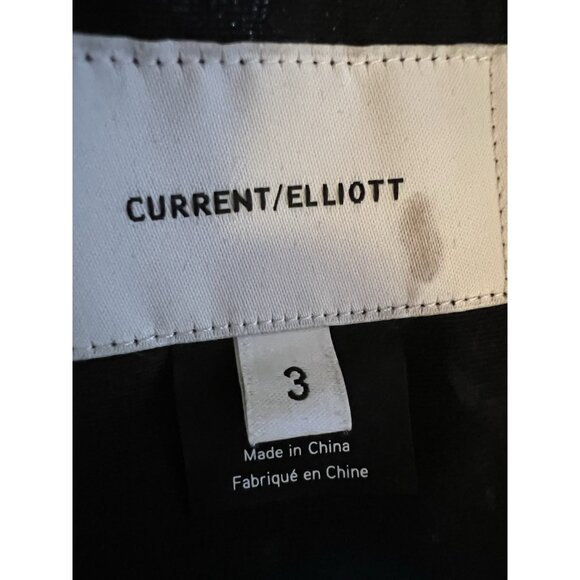 CURRENT/ELLIOTT
3
Made in China
Fabriqué en Chine